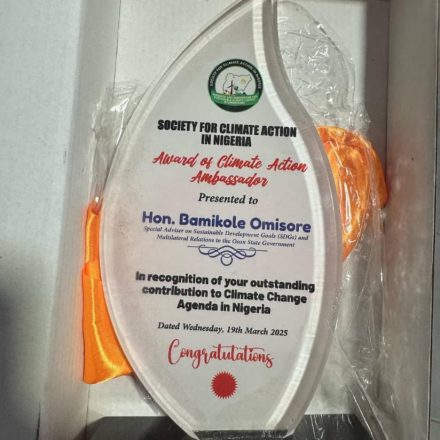 SOCIETY FOR CLIMATE ACTION
IN NIGERIA
Award of Climate Action
Ambassador
Presented to
Hon. Bamikole Omisore
Special Adviser on Sustainable Development Goals (SDGs) and
Multilateral Relations to the Osun State Government
In recognition of your outstanding
contribution to Climate Change
Agenda in Nigeria
Dated Wednesday, 19th March 2025
Congratutations